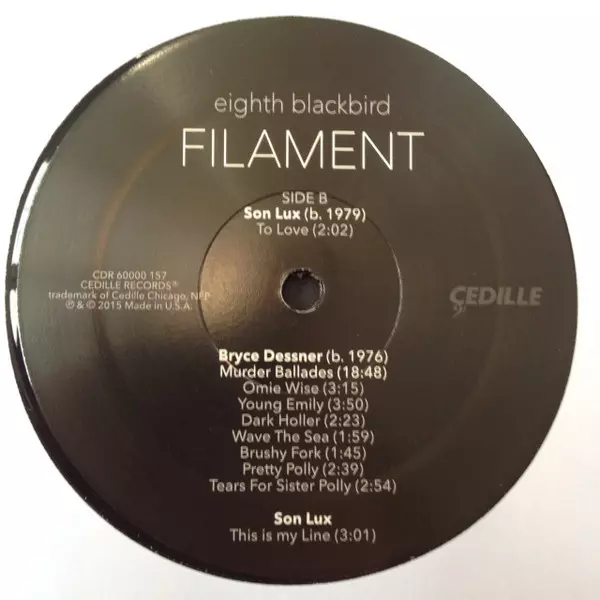 eighth blackbird
FILAMENT
SIDE B
Son Lux (b. 1979)
To Love (2:02)
CDR 60000 157
CEDILLE RECORDS®
trademark of Cedille Chicago, NFP
℗ & © 2015 Made in U.S.A.
ÇEDILLE
Bryce Dessner (b. 1976)
Murder Ballades (18:48)
Omie Wise (3:15)
Young Emily (3:50)
Dark Holler (2:23)
Wave The Sea (1:59)
Brushy Fork (1:45)
Pretty Polly (2:39)
Tears For Sister Polly (2:54)
Son Lux
This is my Line (3:01)